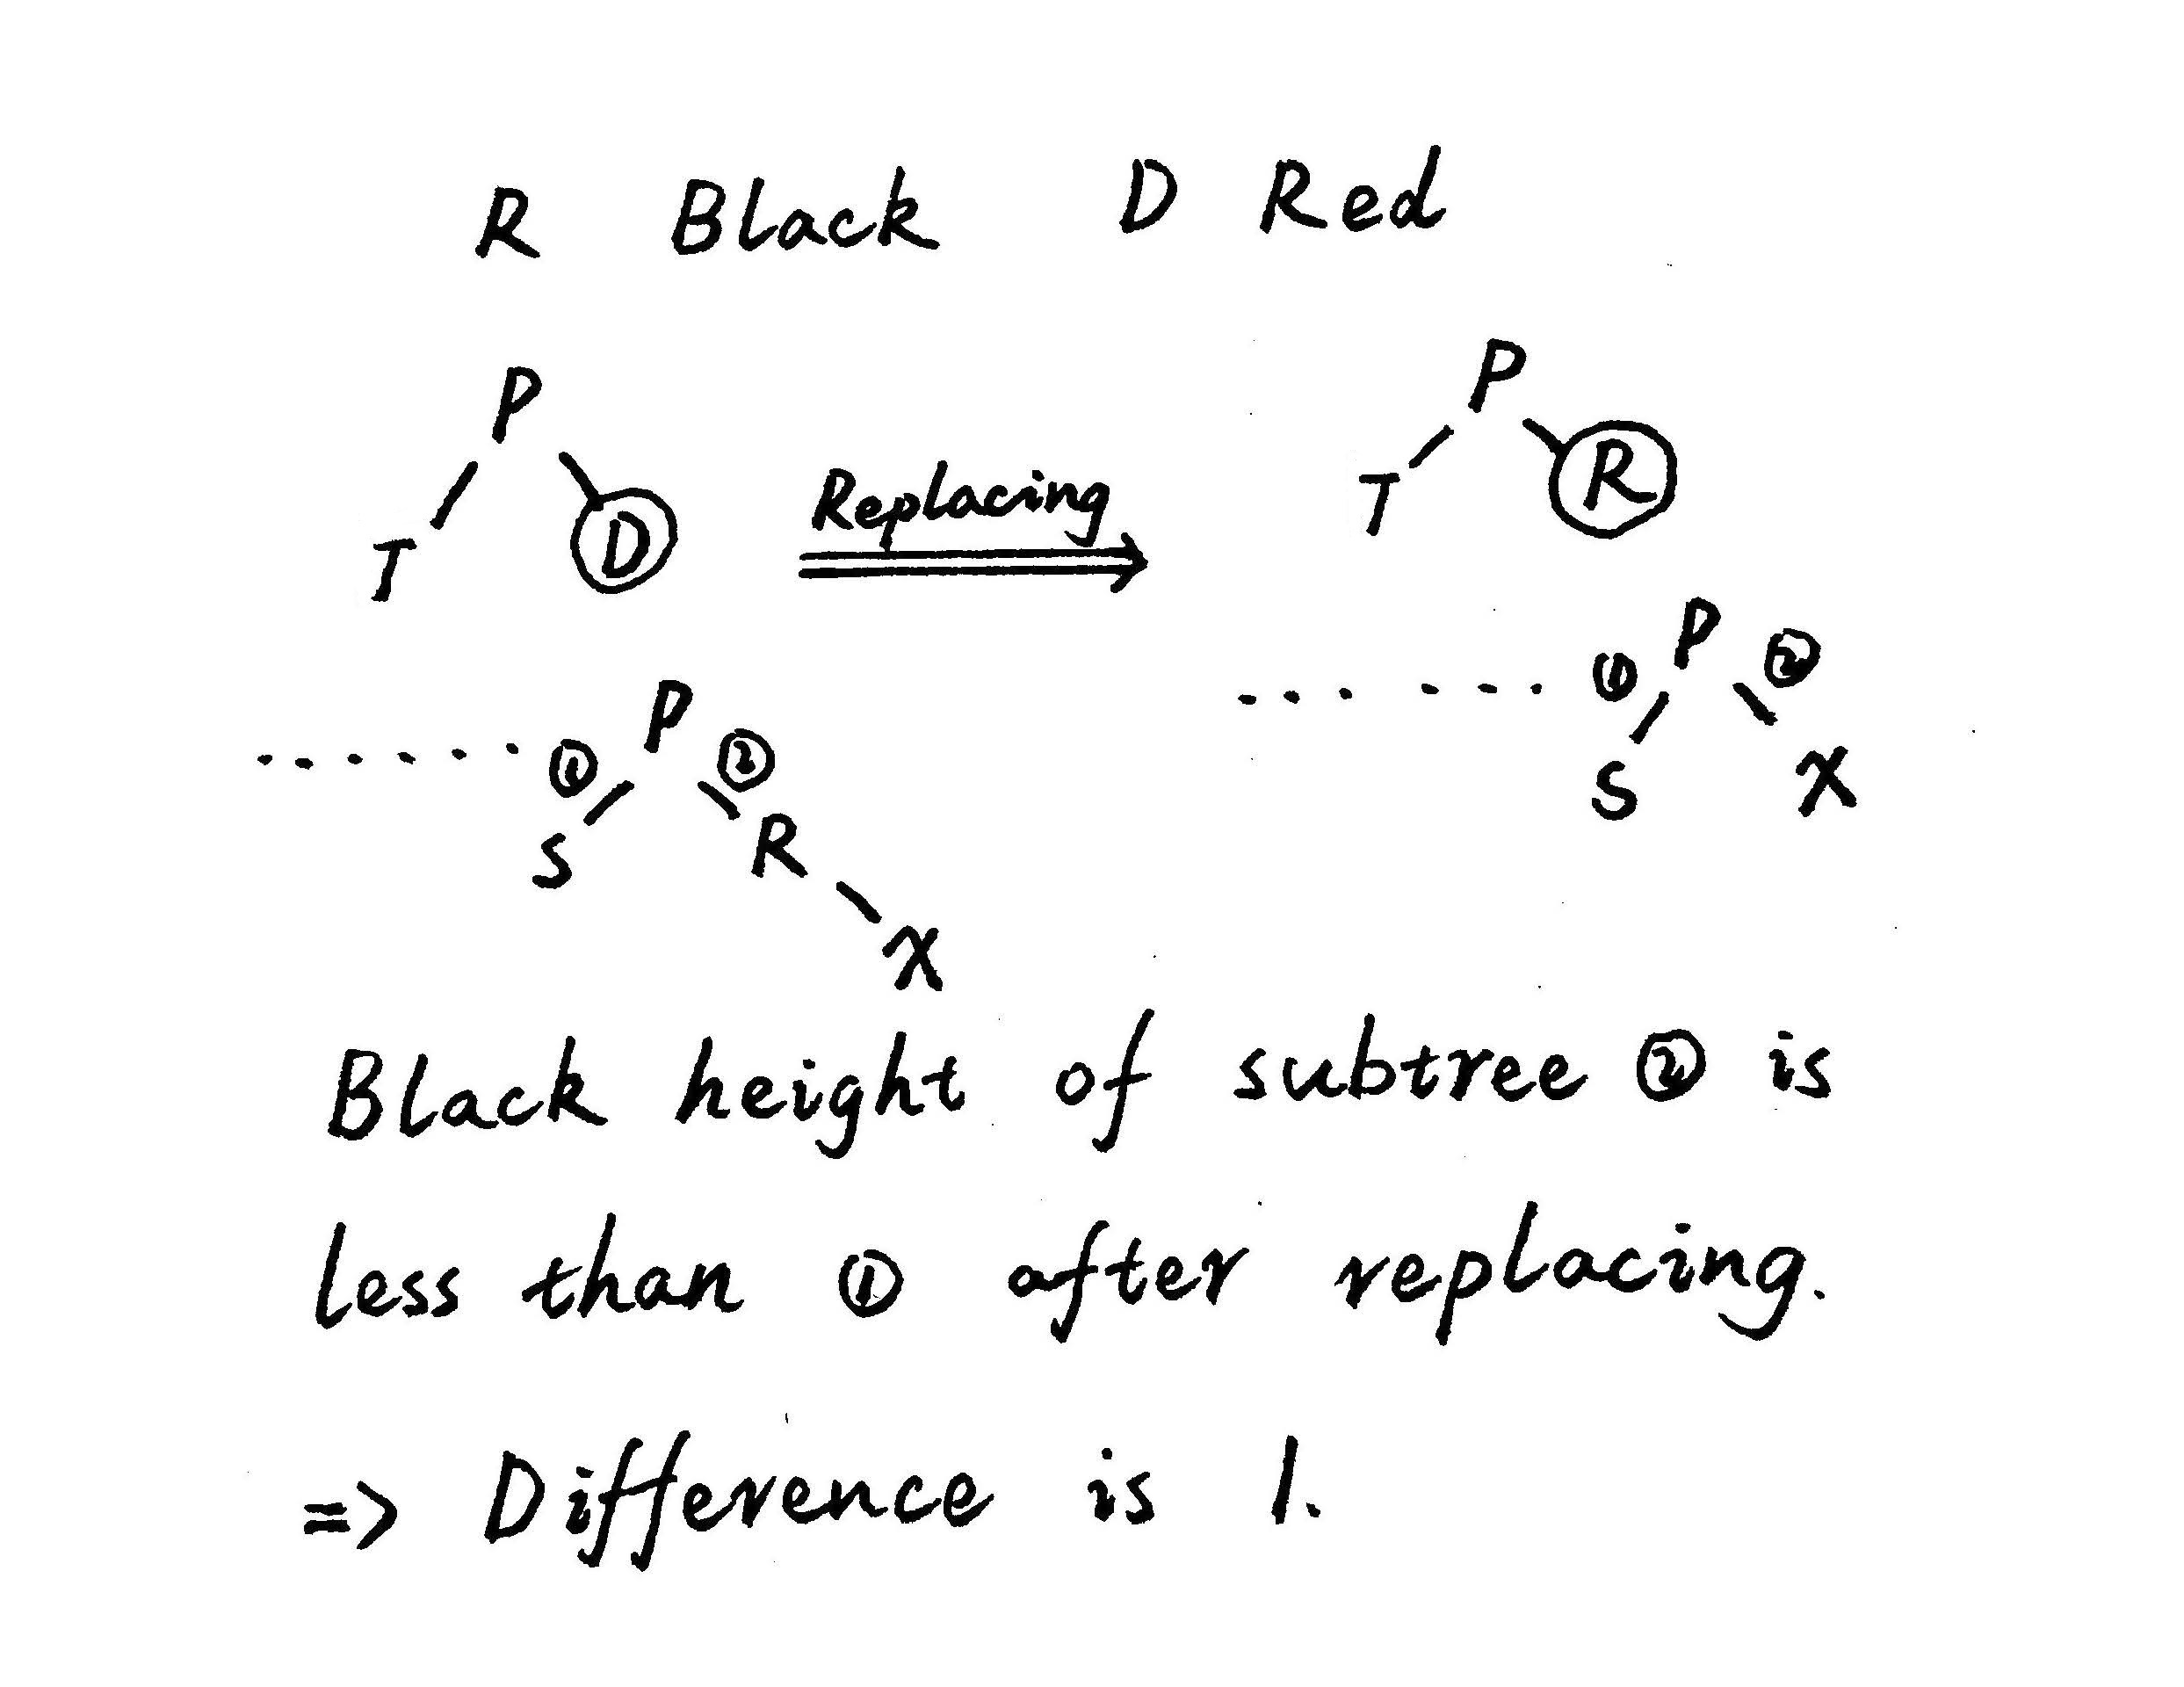 R Black D Red
P P
T D Replacing T R
...... ① P ② ...... ① P ②
S R S X
X
Black height of subtree ② is
less than ① after replacing.
=> Difference is 1.